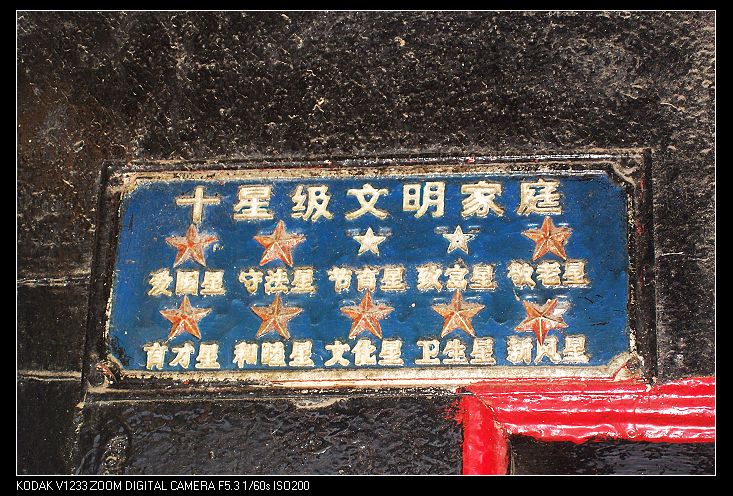 十星级文明家庭
爱国星 守法星 节育星 致富星 敬老星
育才星 和睦星 文化星 卫生星 新风星
KODAK V1233 ZOOM DIGITAL CAMERA F5.3 1/60s ISO200